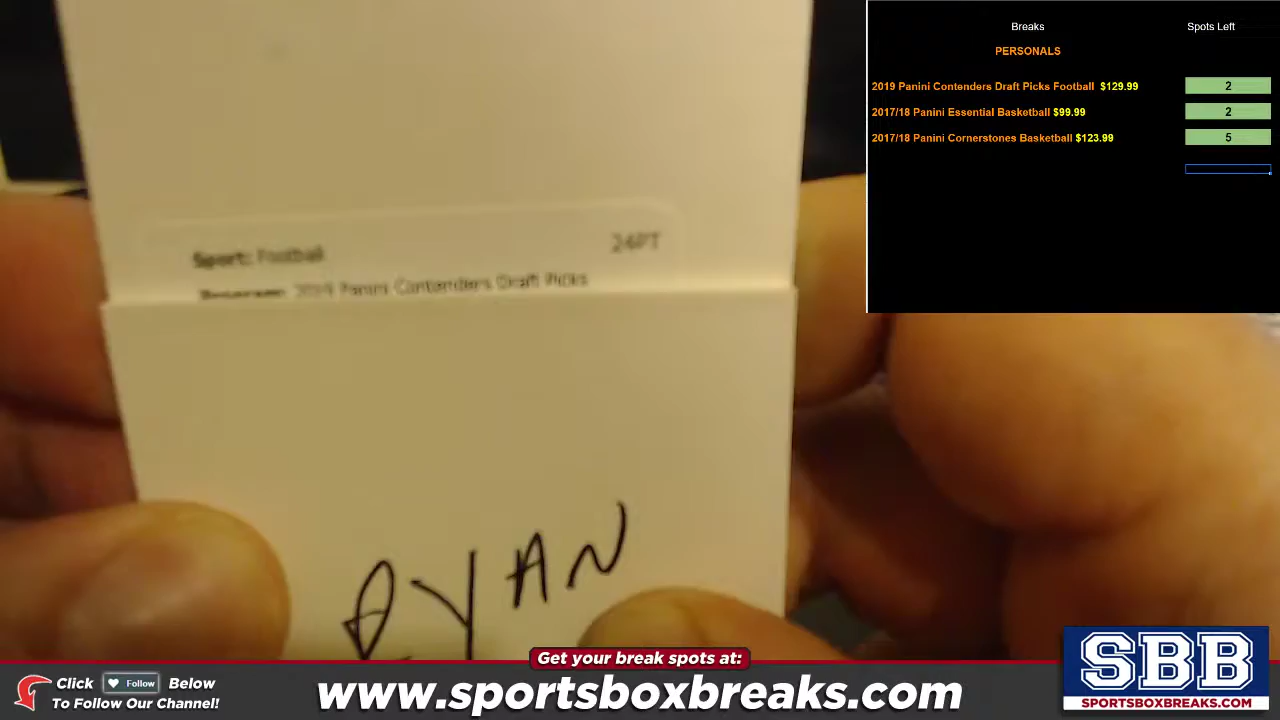 Sport: Football
24PT
Program: 2019 Panini Contenders Draft Picks
RYAN
Breaks
Spots Left
PERSONALS
2019 Panini Contenders Draft Picks Football $129.99
2
2017/18 Panini Essential Basketball $99.99
2
2017/18 Panini Cornerstones Basketball $123.99
5
Get your break spots at:
Click Follow Below
To Follow Our Channel!
www.sportsboxbreaks.com
SBB
SPORTSBOXBREAKS.COM